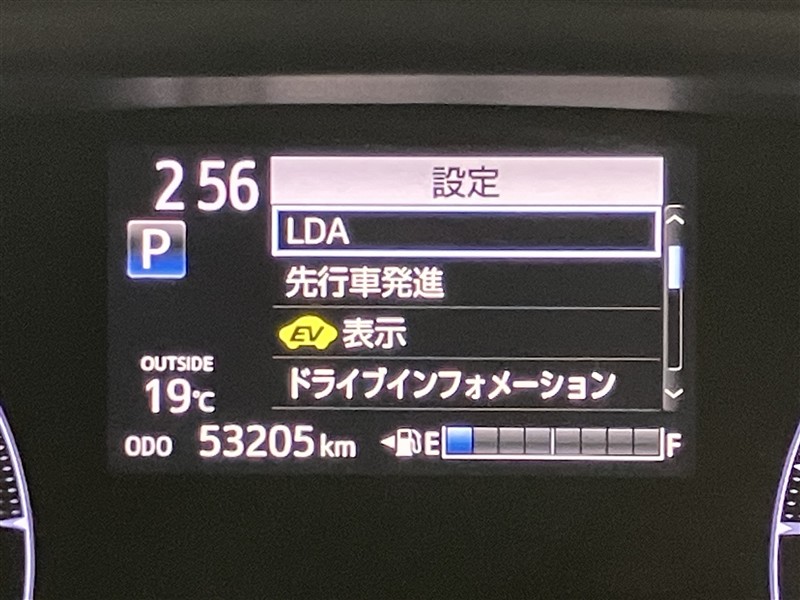 2 56
設定
P
LDA
先行車発進
EV 表示
ドライブインフォメーション
OUTSIDE
19℃
ODO 53205 km E F